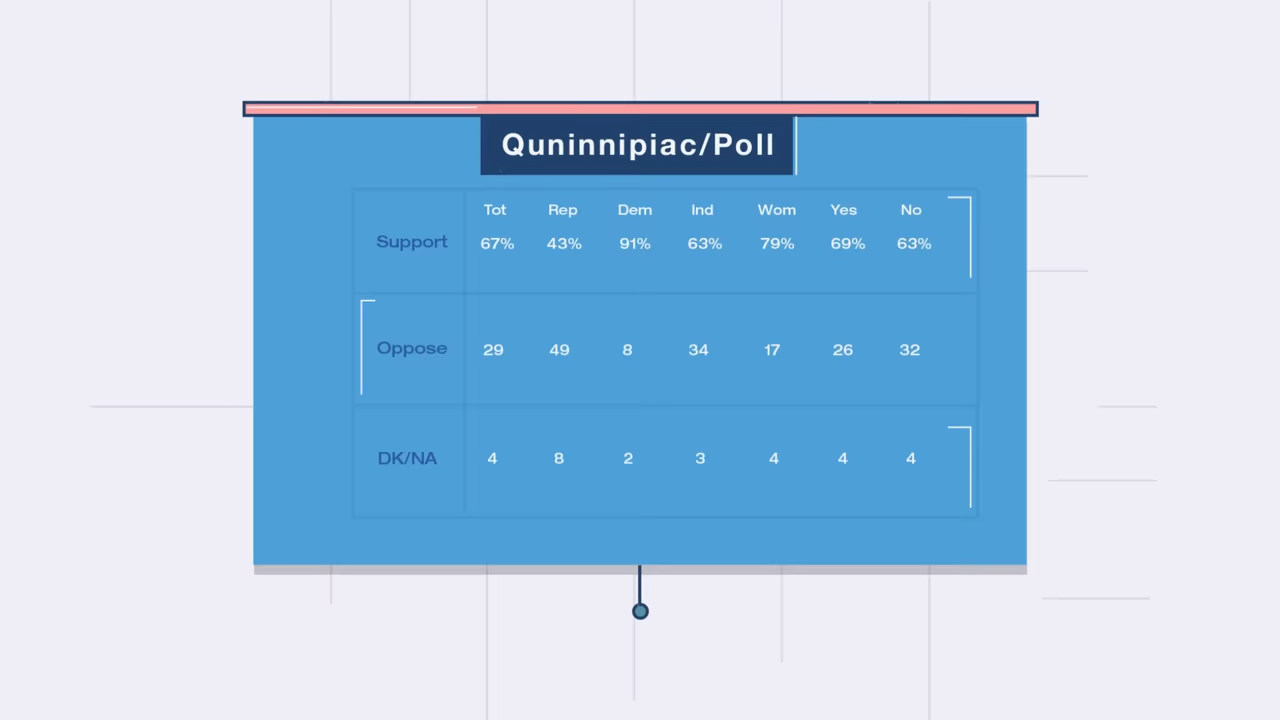 Quninnipiac/Poll
Tot Rep Dem Ind Wom Yes No
Support 67% 43% 91% 63% 79% 69% 63%
Oppose 29 49 8 34 17 26 32
DK/NA 4 8 2 3 4 4 4